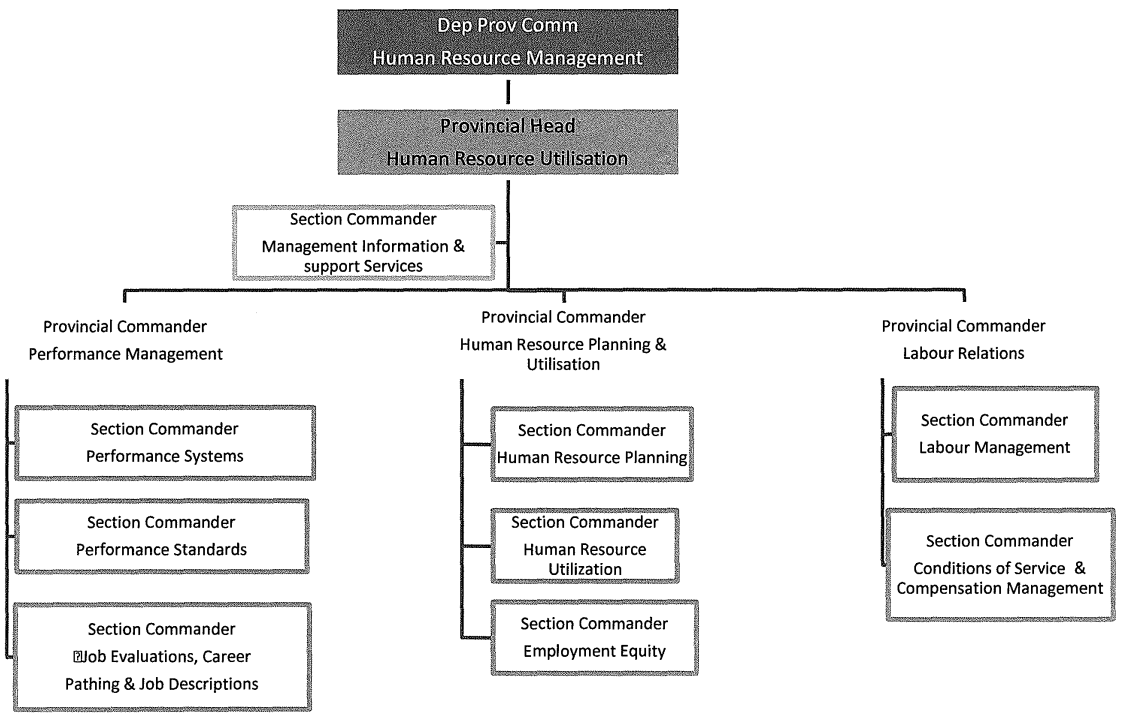 Dep Prov Comm
Human Resource Management
Provincial Head
Human Resource Utilisation
Section Commander
Management Information &
support Services
Provincial Commander
Performance Management
Section Commander
Performance Systems
Section Commander
Performance Standards
Section Commander
Job Evaluations, Career
Pathing & Job Descriptions
Provincial Commander
Human Resource Planning &
Utilisation
Section Commander
Human Resource Planning
Section Commander
Human Resource
Utilization
Section Commander
Employment Equity
Provincial Commander
Labour Relations
Section Commander
Labour Management
Section Commander
Conditions of Service &
Compensation Management